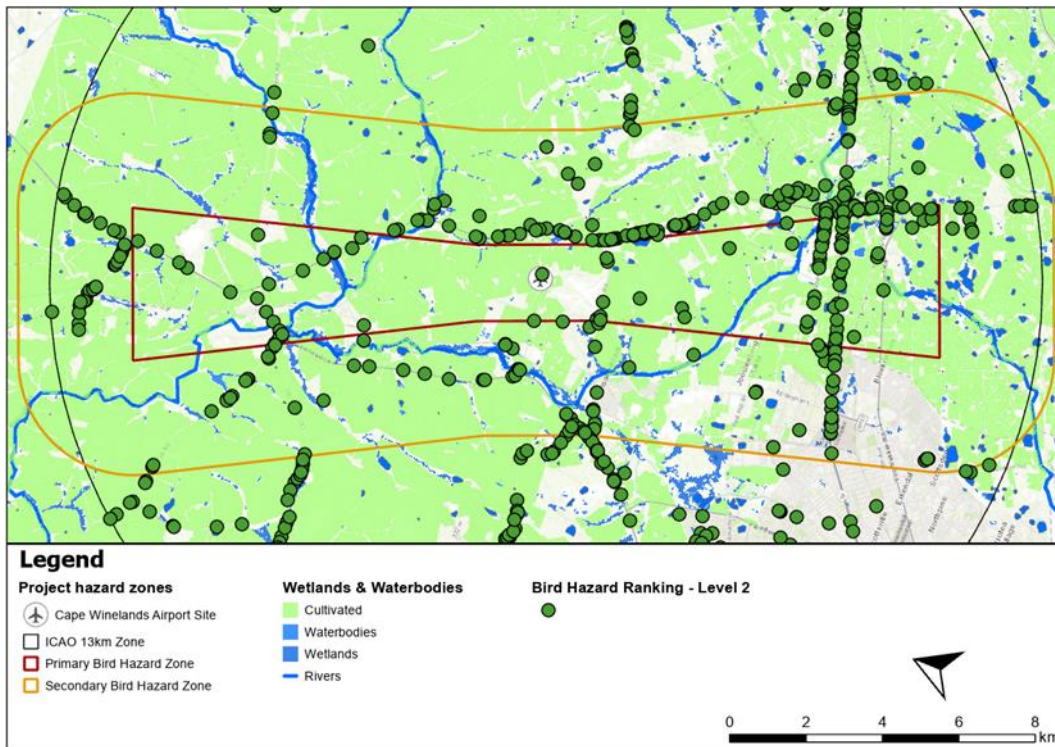 Legend
Project hazard zones
Cape Winelands Airport Site
ICAO 13km Zone
Primary Bird Hazard Zone
Secondary Bird Hazard Zone
Wetlands & Waterbodies
Cultivated
Waterbodies
Wetlands
Rivers
Bird Hazard Ranking - Level 2
0 2 4 6 8
km